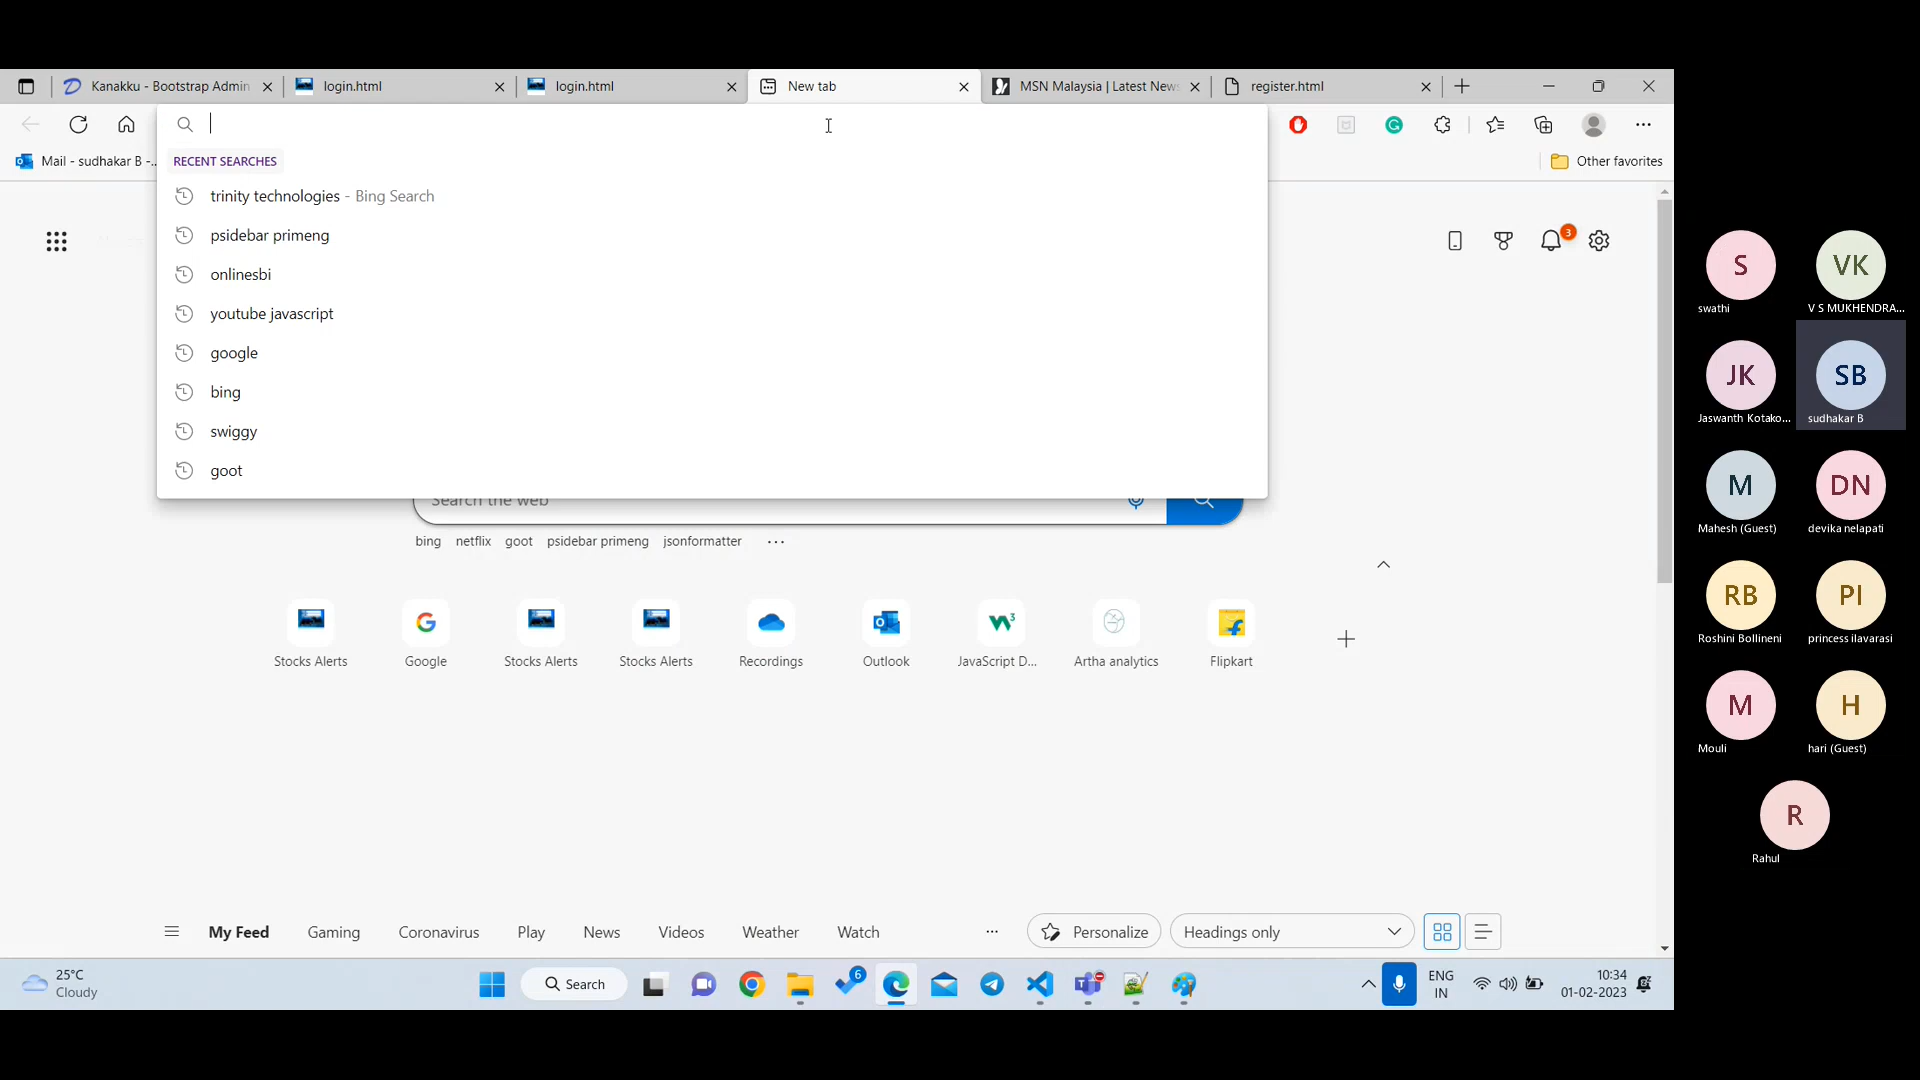 Kanakku - Bootstrap Admin
login.html
login.html
New tab
MSN Malaysia | Latest News
register.html
Mail - sudhakar B -...
Other favorites
RECENT SEARCHES
trinity technologies - Bing Search
psidebar primeng
onlinesbi
youtube javascript
google
bing
swiggy
goot
3
Search the web
bing netflix goot psidebar primeng jsonformatter ...
Stocks Alerts
Google
Stocks Alerts
Stocks Alerts
Recordings
Outlook
JavaScript D...
Artha analytics
Flipkart
My Feed
Gaming
Coronavirus
Play
News
Videos
Weather
Watch
...
Personalize
Headings only
25°C
Cloudy
Search
6
ENG
IN
10:34
01-02-2023
S
swathi
VK
V S MUKHENDRA...
JK
Jaswanth Kotako...
SB
sudhakar B
M
Mahesh (Guest)
DN
devika nelapati
RB
Roshini Bollineni
PI
princess ilavarasi
M
Mouli
H
hari (Guest)
R
Rahul